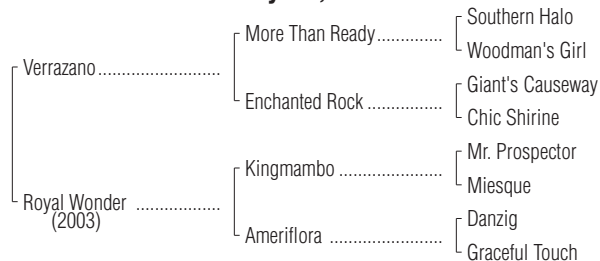 Southern Halo
More Than Ready
Woodman's Girl
Verrazano
Giant's Causeway
Enchanted Rock
Chic Shirine
Mr. Prospector
Kingmambo
Miesque
Royal Wonder
(2003)
Danzig
Ameriflora
Graceful Touch